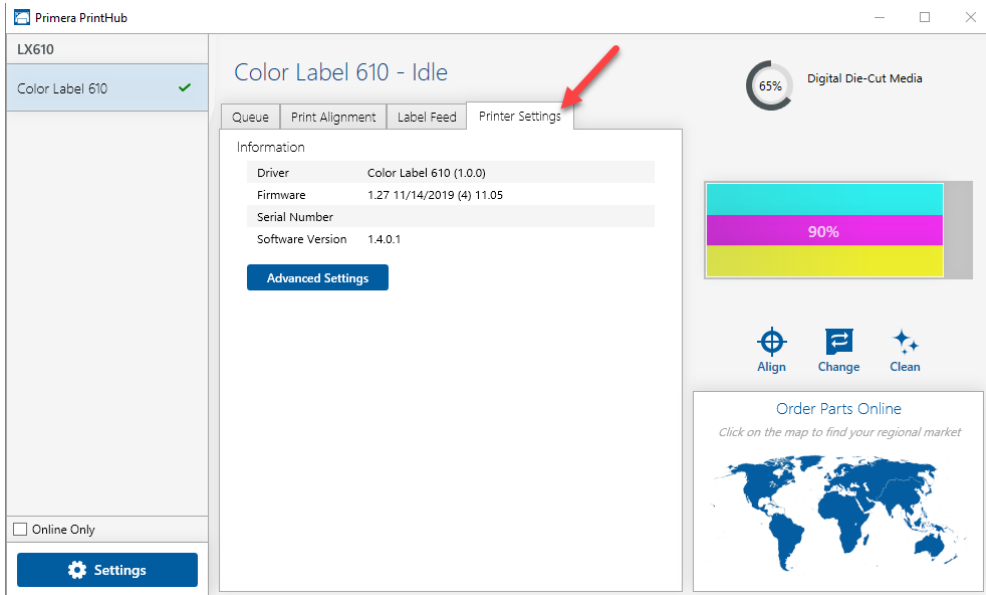 Primera PrintHub
LX610
Color Label 610
Online Only
Settings
Color Label 610 - Idle
Queue
Print Alignment
Label Feed
Printer Settings
Information
Driver Color Label 610 (1.0.0)
Firmware 1.27 11/14/2019 (4) 11.05
Serial Number
Software Version 1.4.0.1
Advanced Settings
65%
Digital Die-Cut Media
90%
Align
Change
Clean
Order Parts Online
Click on the map to find your regional market